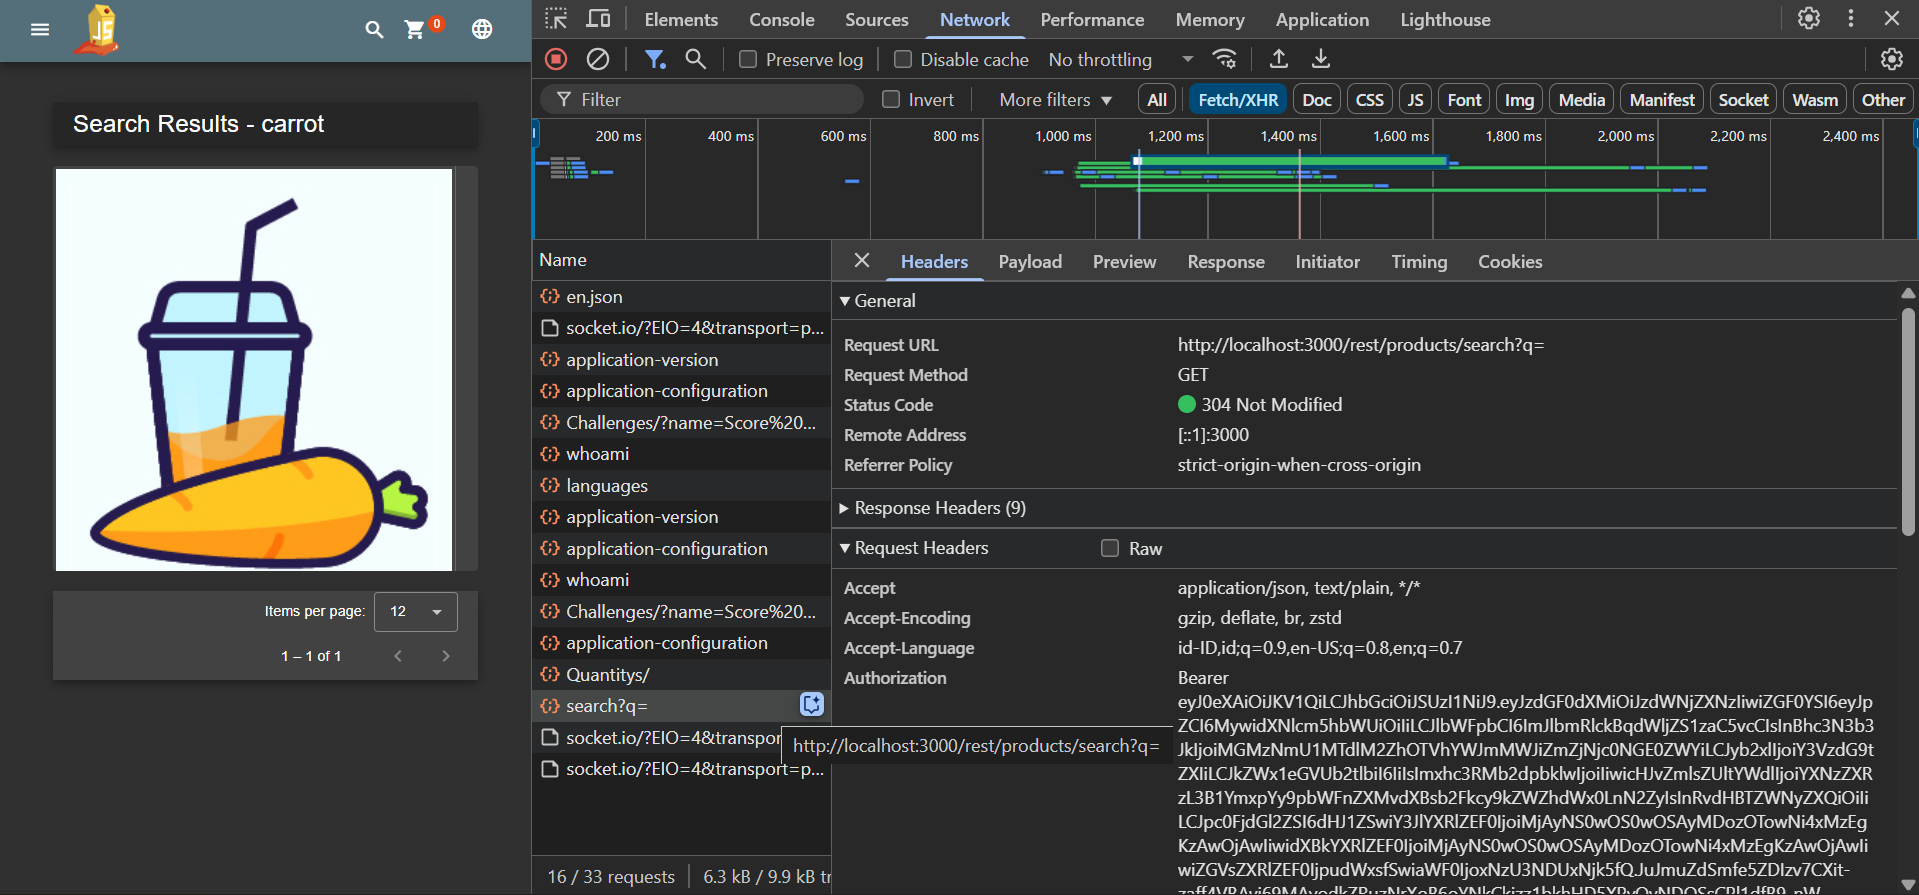 JS
0
Search Results - carrot
Items per page:
12
1 – 1 of 1
Elements
Console
Sources
Network
Performance
Memory
Application
Lighthouse
Preserve log
Disable cache
No throttling
Filter
Invert
More filters
All
Fetch/XHR
Doc
CSS
JS
Font
Img
Media
Manifest
Socket
Wasm
Other
200 ms
400 ms
600 ms
800 ms
1,000 ms
1,200 ms
1,400 ms
1,600 ms
1,800 ms
2,000 ms
2,200 ms
2,400 ms
Name
en.json
socket.io/?EIO=4&transport=p...
application-version
application-configuration
Challenges/?name=Score%20...
whoami
languages
application-version
application-configuration
whoami
Challenges/?name=Score%20...
application-configuration
Quantitys/
search?q=
socket.io/?EIO=4&transpor
socket.io/?EIO=4&transport=p...
http://localhost:3000/rest/products/search?q=
16 / 33 requests
6.3 kB / 9.9 kB tr
Headers
Payload
Preview
Response
Initiator
Timing
Cookies
General
Request URL
http://localhost:3000/rest/products/search?q=
Request Method
GET
Status Code
304 Not Modified
Remote Address
[::1]:3000
Referrer Policy
strict-origin-when-cross-origin
Response Headers (9)
Request Headers
Raw
Accept
application/json, text/plain, */*
Accept-Encoding
gzip, deflate, br, zstd
Accept-Language
id-ID,id;q=0.9,en-US;q=0.8,en;q=0.7
Authorization
Bearer